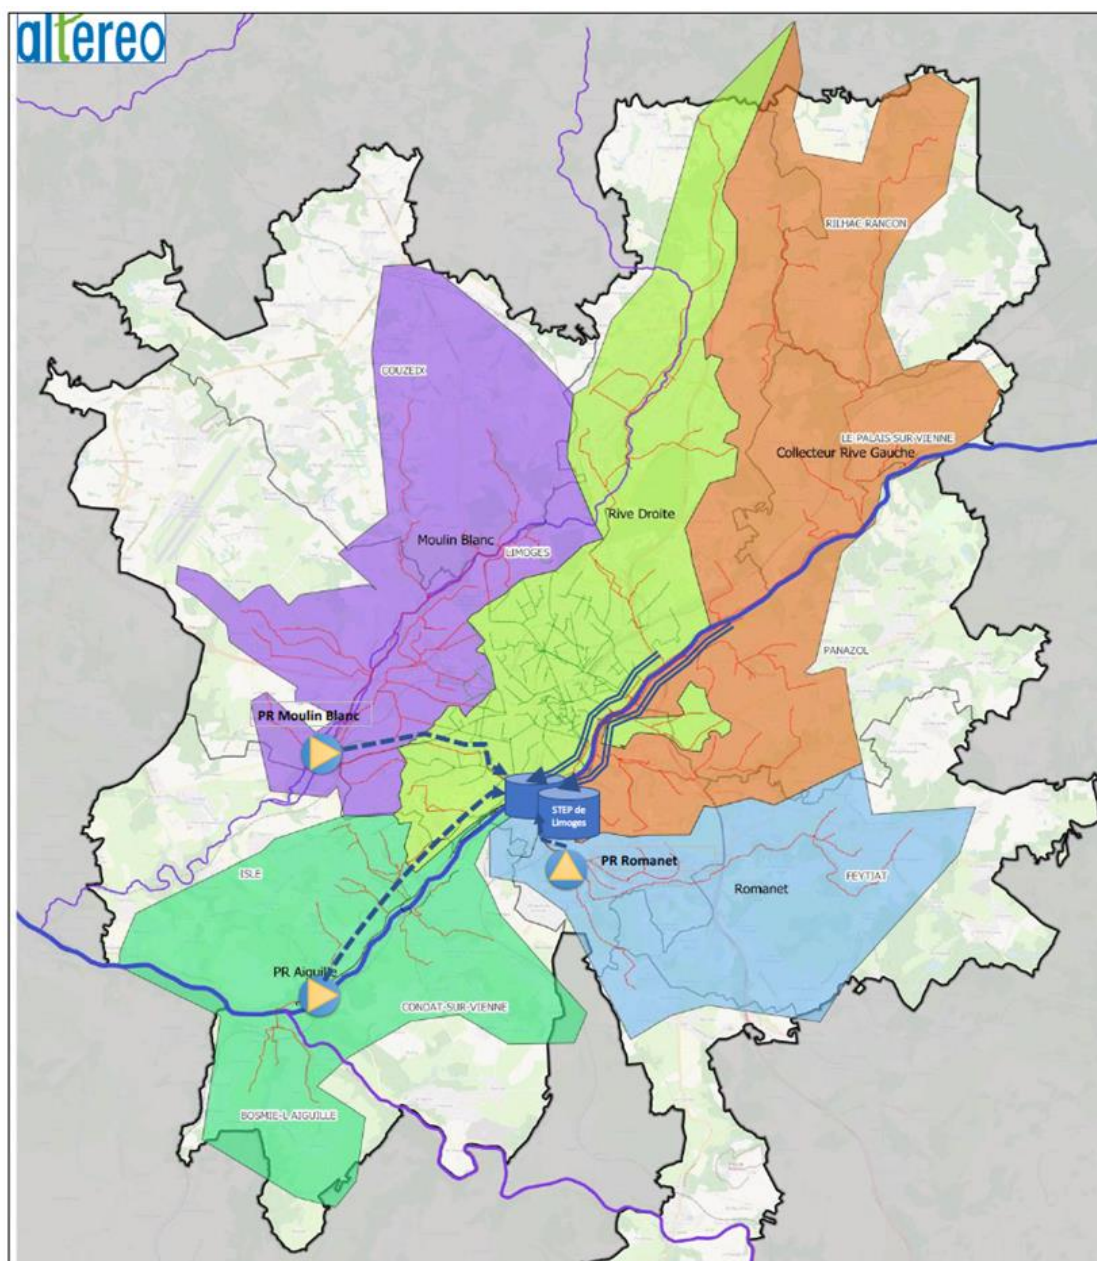 altereo
RILHAC-RANCON
COUZEIX
LE-PALAIS-SUR-VIENNE
Collecteur Rive Gauche
Rive Droite
Moulin Blanc
LIMOGES
PANAZOL
PR Moulin Blanc
STEP de
Limoges
PR Romanet
ISLE
FEYTIAT
Romanet
PR Aiguille
CONDAT-SUR-VIENNE
BOSMIE-L AIGUILLE